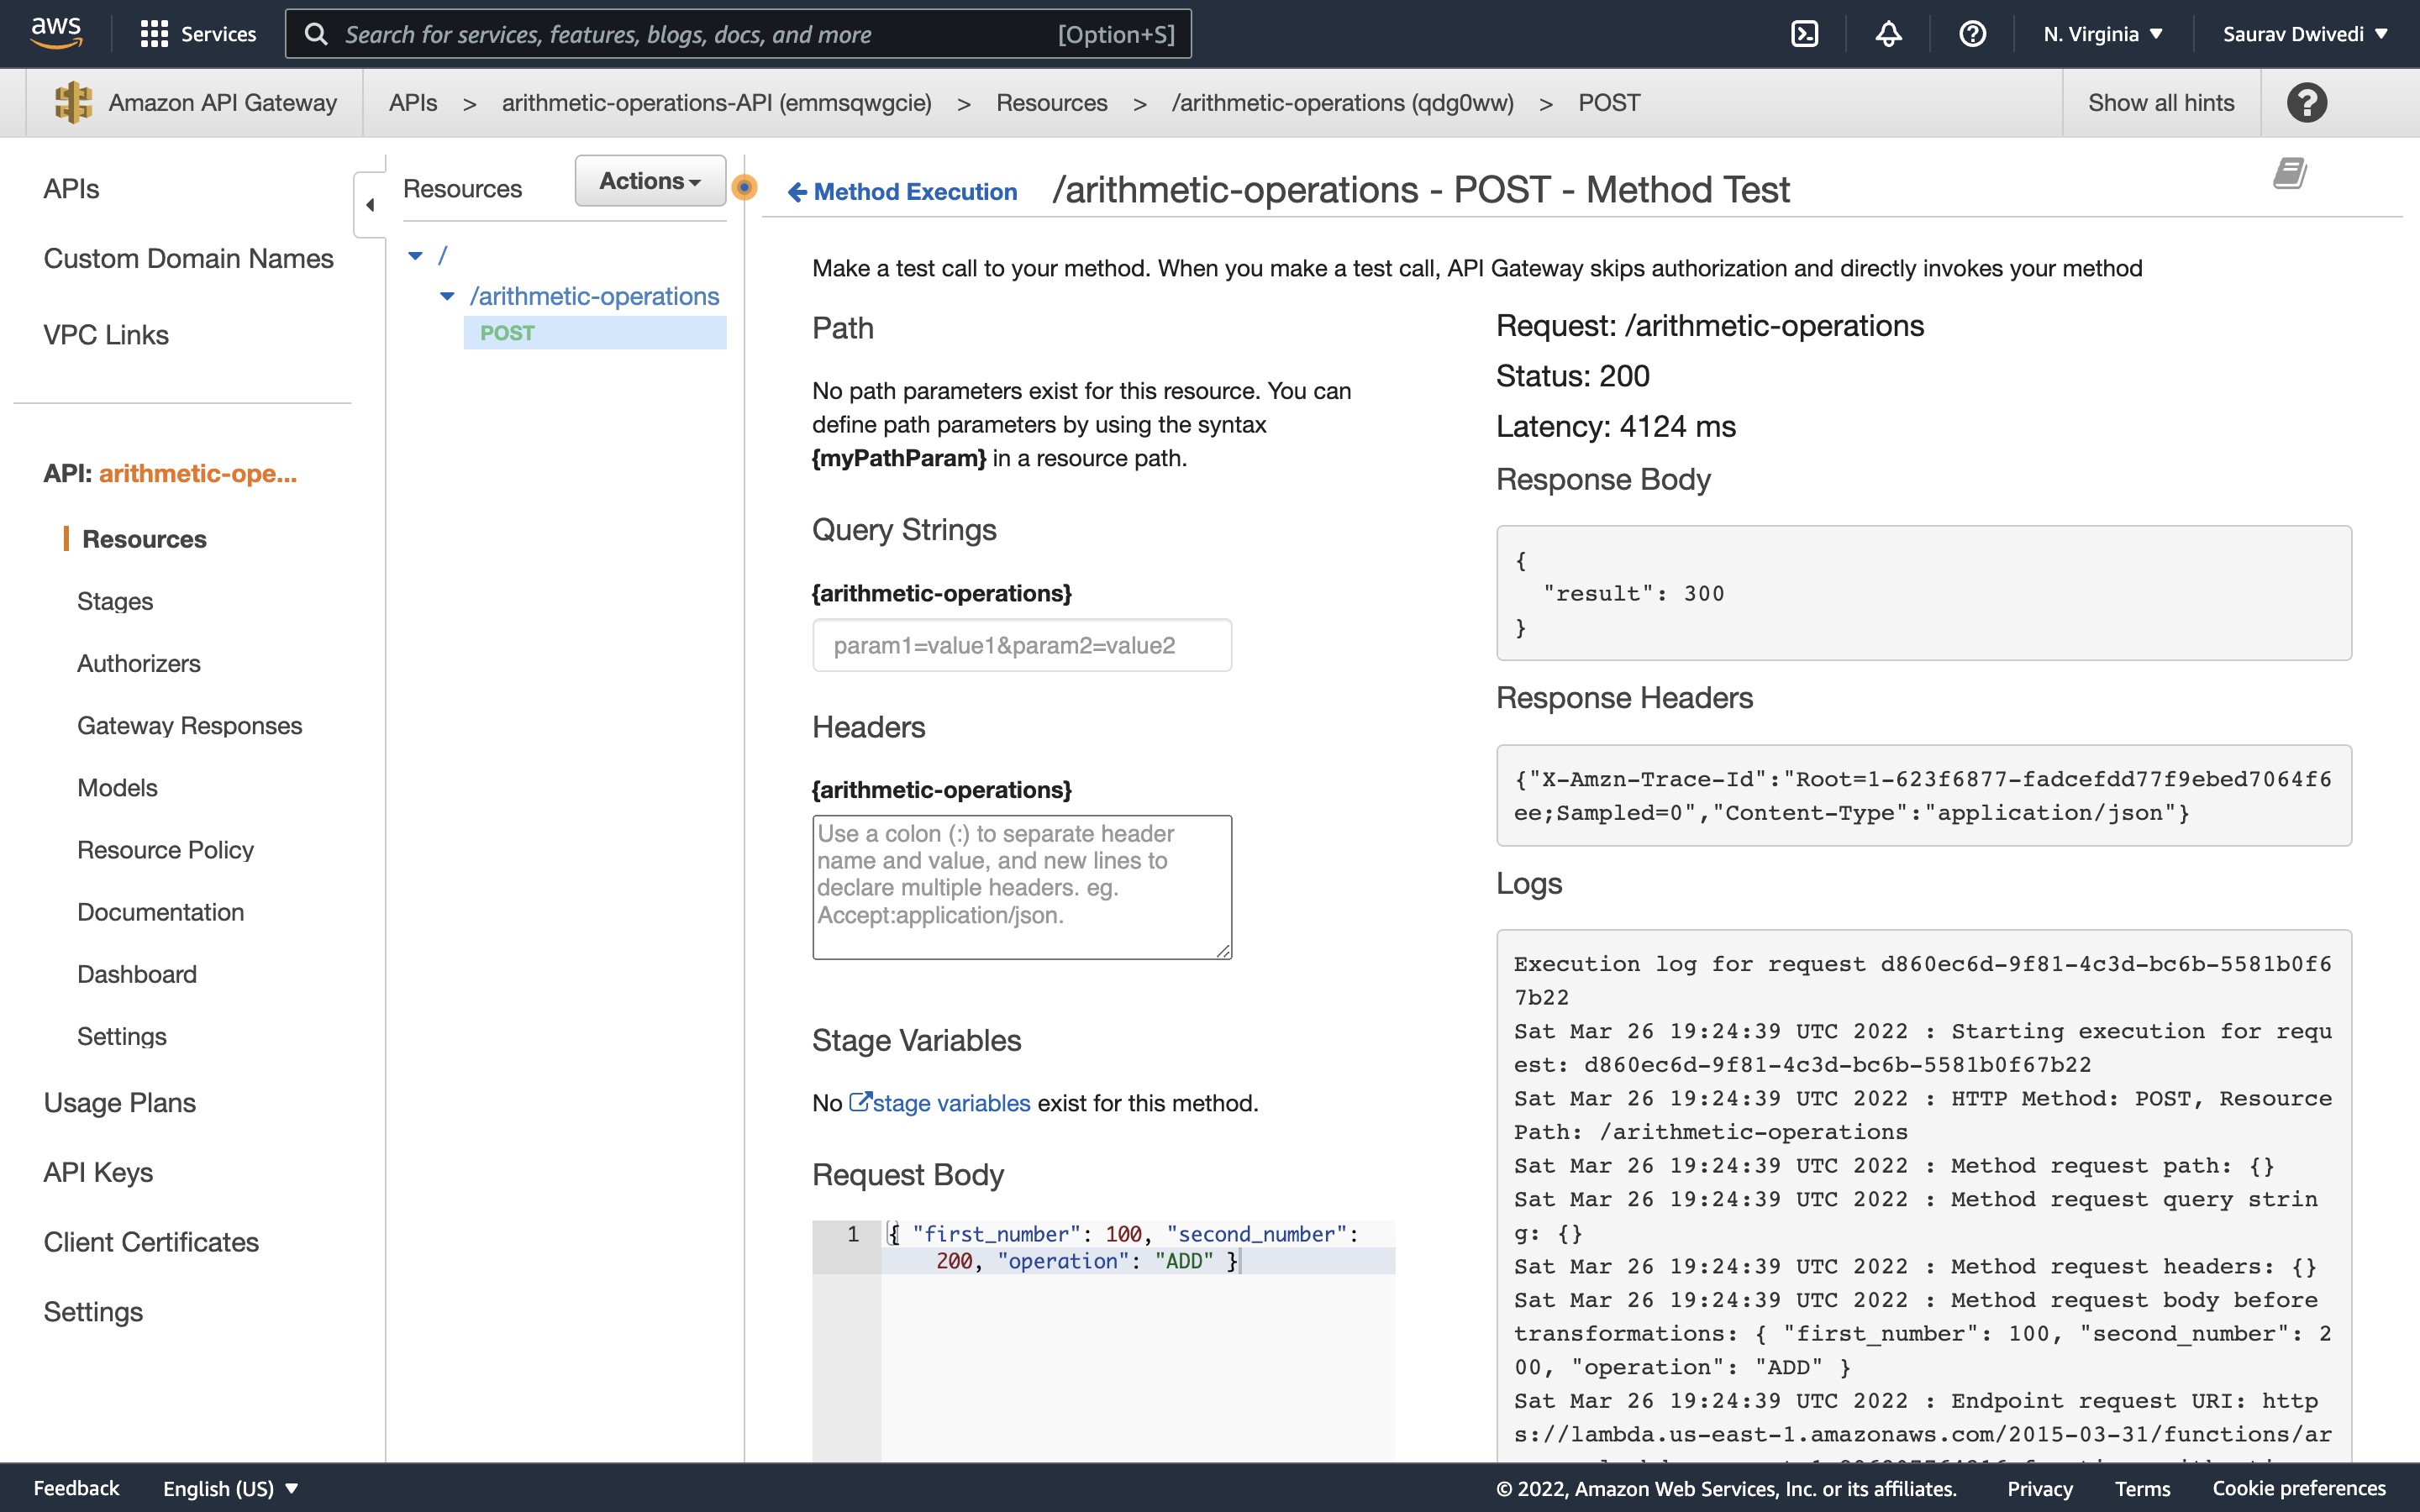 aws
Services
Search for services, features, blogs, docs, and more
[Option+S]
N. Virginia
Saurav Dwivedi
Amazon API Gateway
APIs > arithmetic-operations-API (emmsqwgcie) > Resources > /arithmetic-operations (qdg0ww) > POST
Show all hints
APIs
Custom Domain Names
VPC Links
API: arithmetic-ope...
Resources
Stages
Authorizers
Gateway Responses
Models
Resource Policy
Documentation
Dashboard
Settings
Usage Plans
API Keys
Client Certificates
Settings
Resources
Actions
/
/arithmetic-operations
POST
Method Execution
/arithmetic-operations - POST - Method Test
Make a test call to your method. When you make a test call, API Gateway skips authorization and directly invokes your method
Path
No path parameters exist for this resource. You can
define path parameters by using the syntax
{myPathParam} in a resource path.
Query Strings
{arithmetic-operations}
param1=value1&param2=value2
Headers
{arithmetic-operations}
Use a colon (:) to separate header
name and value, and new lines to
declare multiple headers. eg.
Accept:application/json.
Stage Variables
No stage variables exist for this method.
Request Body
1 { "first_number": 100, "second_number":
200, "operation": "ADD" }
Request: /arithmetic-operations
Status: 200
Latency: 4124 ms
Response Body
{
"result": 300
}
Response Headers
{"X-Amzn-Trace-Id":"Root=1-623f6877-fadcefdd77f9ebed7064f6
ee;Sampled=0","Content-Type":"application/json"}
Logs
Execution log for request d860ec6d-9f81-4c3d-bc6b-5581b0f6
7b22
Sat Mar 26 19:24:39 UTC 2022 : Starting execution for requ
est: d860ec6d-9f81-4c3d-bc6b-5581b0f67b22
Sat Mar 26 19:24:39 UTC 2022 : HTTP Method: POST, Resource
Path: /arithmetic-operations
Sat Mar 26 19:24:39 UTC 2022 : Method request path: {}
Sat Mar 26 19:24:39 UTC 2022 : Method request query strin
g: {}
Sat Mar 26 19:24:39 UTC 2022 : Method request headers: {}
Sat Mar 26 19:24:39 UTC 2022 : Method request body before
transformations: { "first_number": 100, "second_number": 2
00, "operation": "ADD" }
Sat Mar 26 19:24:39 UTC 2022 : Endpoint request URI: http
s://lambda.us-east-1.amazonaws.com/2015-03-31/functions/ar
Feedback
English (US)
© 2022, Amazon Web Services, Inc. or its affiliates.
Privacy
Terms
Cookie preferences